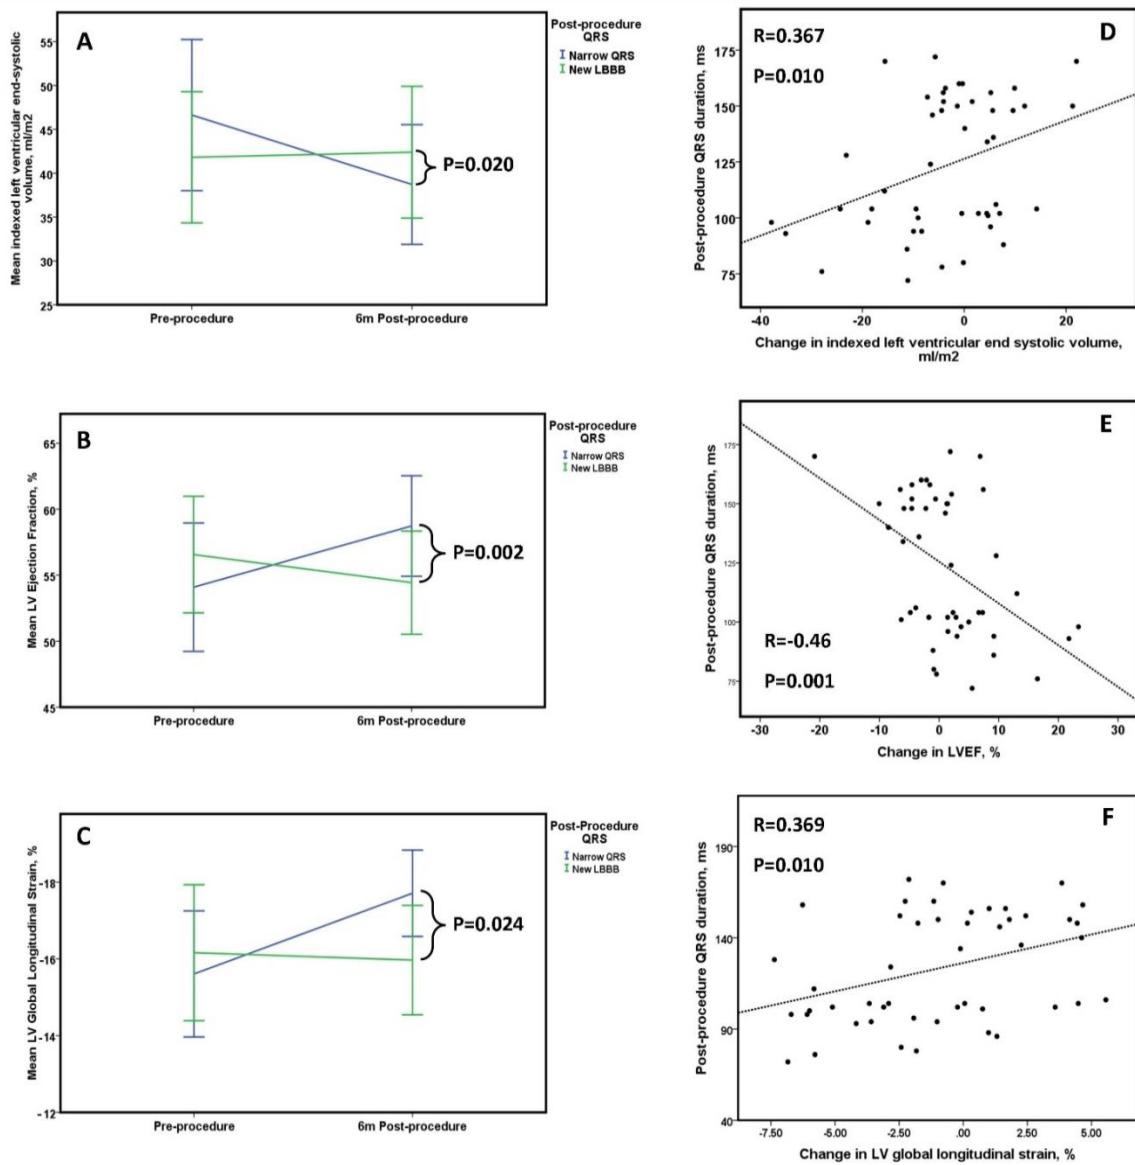 A
Post-procedure
QRS
Narrow QRS
New LBBB
Mean indexed left ventricular end-systolic
volume, ml/m2
55
50
45
40
35
30
25
P=0.020
Pre-procedure
6m Post-procedure
D
R=0.367
P=0.010
Post-procedure QRS duration, ms
175
150
125
100
75
-40
-20
0
20
Change in indexed left ventricular end systolic volume,
ml/m2
B
Post-procedure
QRS
Narrow QRS
New LBBB
Mean LV Ejection Fraction, %
65
60
55
50
45
P=0.002
Pre-procedure
6m Post-procedure
E
R=-0.46
P=0.001
Post-procedure QRS duration, ms
175
150
125
100
75
-30
-20
-10
0
10
20
30
Change in LVEF, %
C
Post-Procedure
QRS
Narrow QRS
New LBBB
Mean LV Global Longitudinal Strain, %
-18
-16
-14
-12
P=0.024
Pre-procedure
6m Post-procedure
F
R=0.369
P=0.010
Post-procedure QRS duration, ms
190
140
90
40
-7.50
-5.00
-2.50
.00
2.50
5.00
Change in LV global longitudinal strain, %